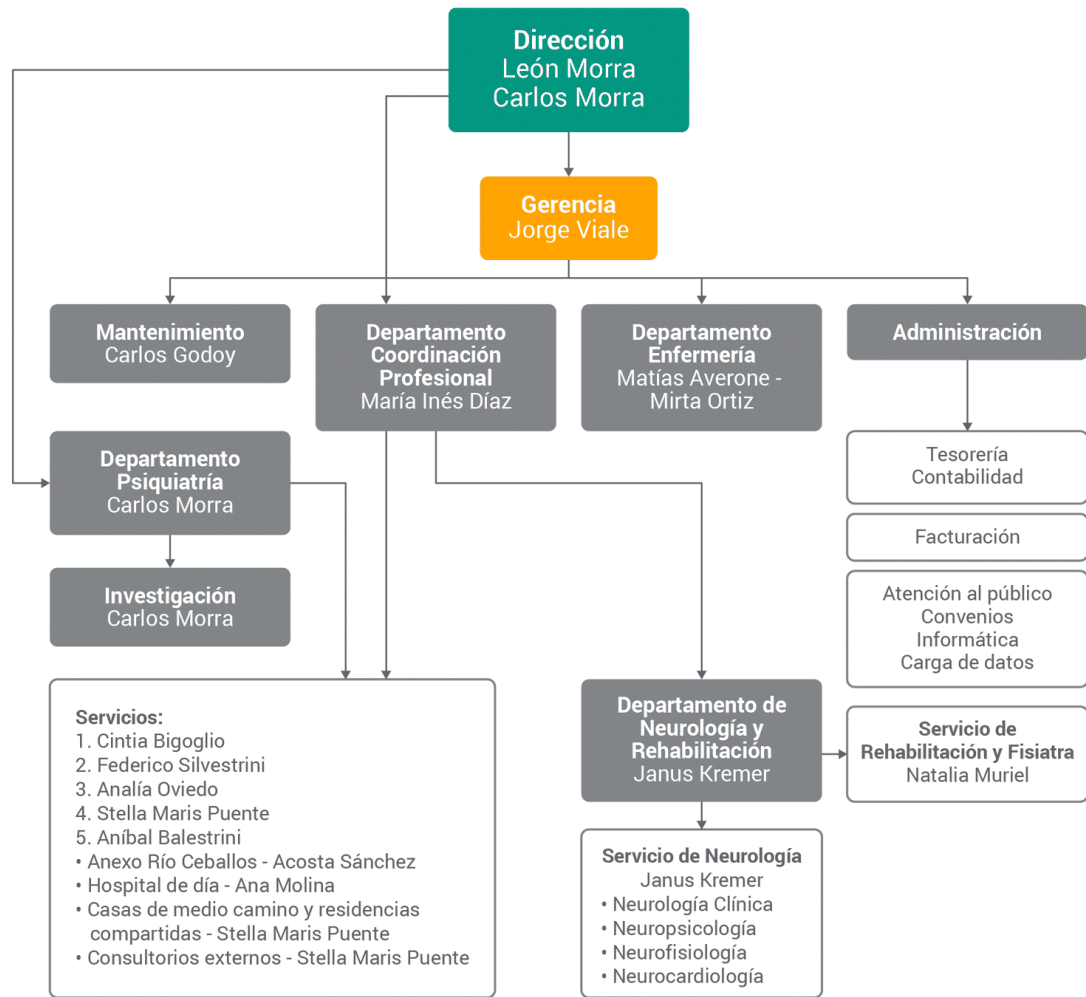 Dirección
León Morra
Carlos Morra
Gerencia
Jorge Viale
Mantenimiento
Carlos Godoy
Departamento
Coordinación
Profesional
María Inés Díaz
Departamento
Enfermería
Matías Averone -
Mirta Ortiz
Administración
Tesorería
Contabilidad
Facturación
Atención al público
Convenios
Informática
Carga de datos
Departamento
Psiquiatría
Carlos Morra
Investigación
Carlos Morra
Servicios:
1. Cintia Bigoglio
2. Federico Silvestrini
3. Analía Oviedo
4. Stella Maris Puente
5. Aníbal Balestrini
• Anexo Río Ceballos - Acosta Sánchez
• Hospital de día - Ana Molina
• Casas de medio camino y residencias
compartidas - Stella Maris Puente
• Consultorios externos - Stella Maris Puente
Departamento de
Neurología y
Rehabilitación
Janus Kremer
Servicio de
Rehabilitación y Fisiatra
Natalia Muriel
Servicio de Neurología
Janus Kremer
• Neurología Clínica
• Neuropsicología
• Neurofisiología
• Neurocardiología